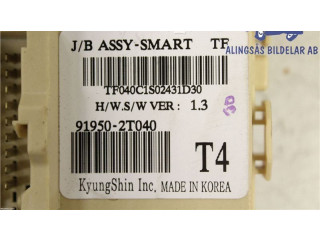 ALINGSÅS BILDELAR AB
J/B ASSY-SMART TF
TF040C1S02431D30
H/W.S/W VER: 1.3
91950-2T040
T4
KyungShin Inc. MADE IN KOREA